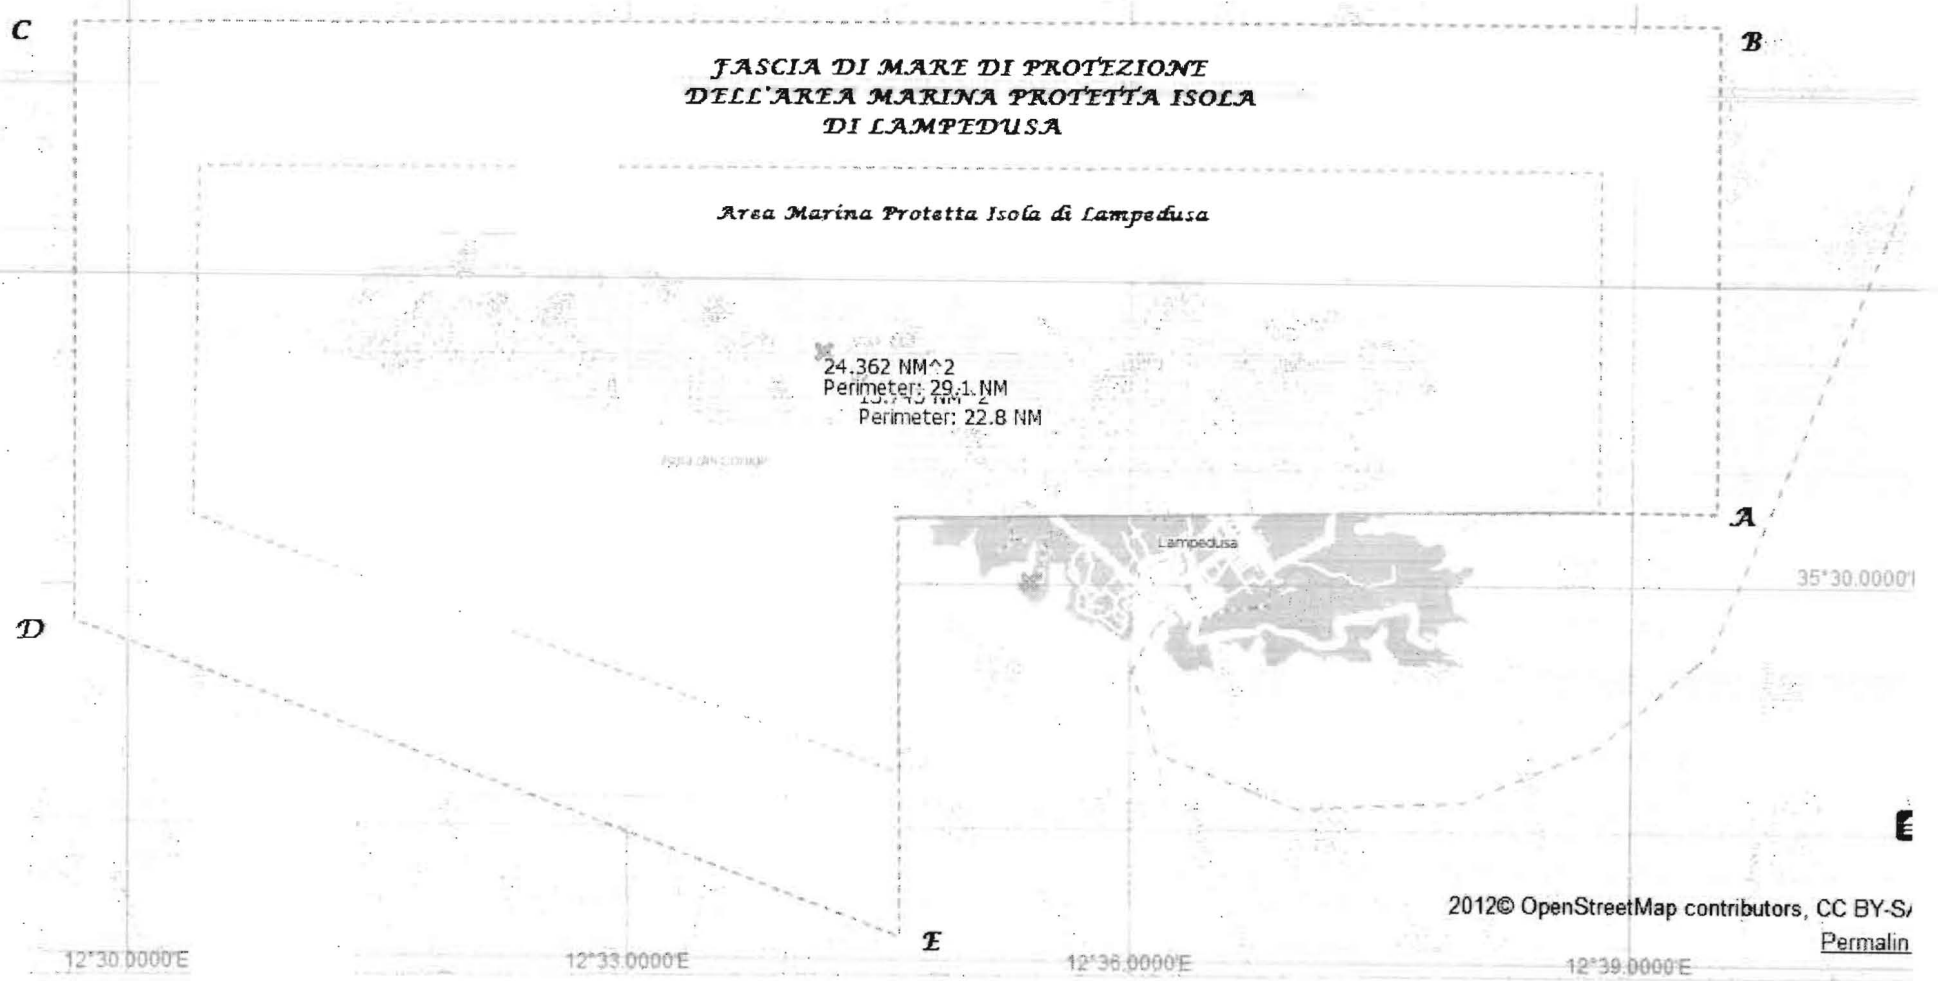 C
B
FASCIA DI MARE DI PROTEZIONE
DELL'AREA MARINA PROTETTA ISOLA
DI LAMPEDUSA
Area Marina Protetta Isola di Lampedusa
24.362 NM^2
Perimeter: 29.1 NM
Perimeter: 22.8 NM
Lampedusa
A
35°30.0000'
D
E
2012© OpenStreetMap contributors, CC BY-SA
Permalin
12°30.0000'E
12°33.0000'E
12°36.0000'E
12°39.0000'E